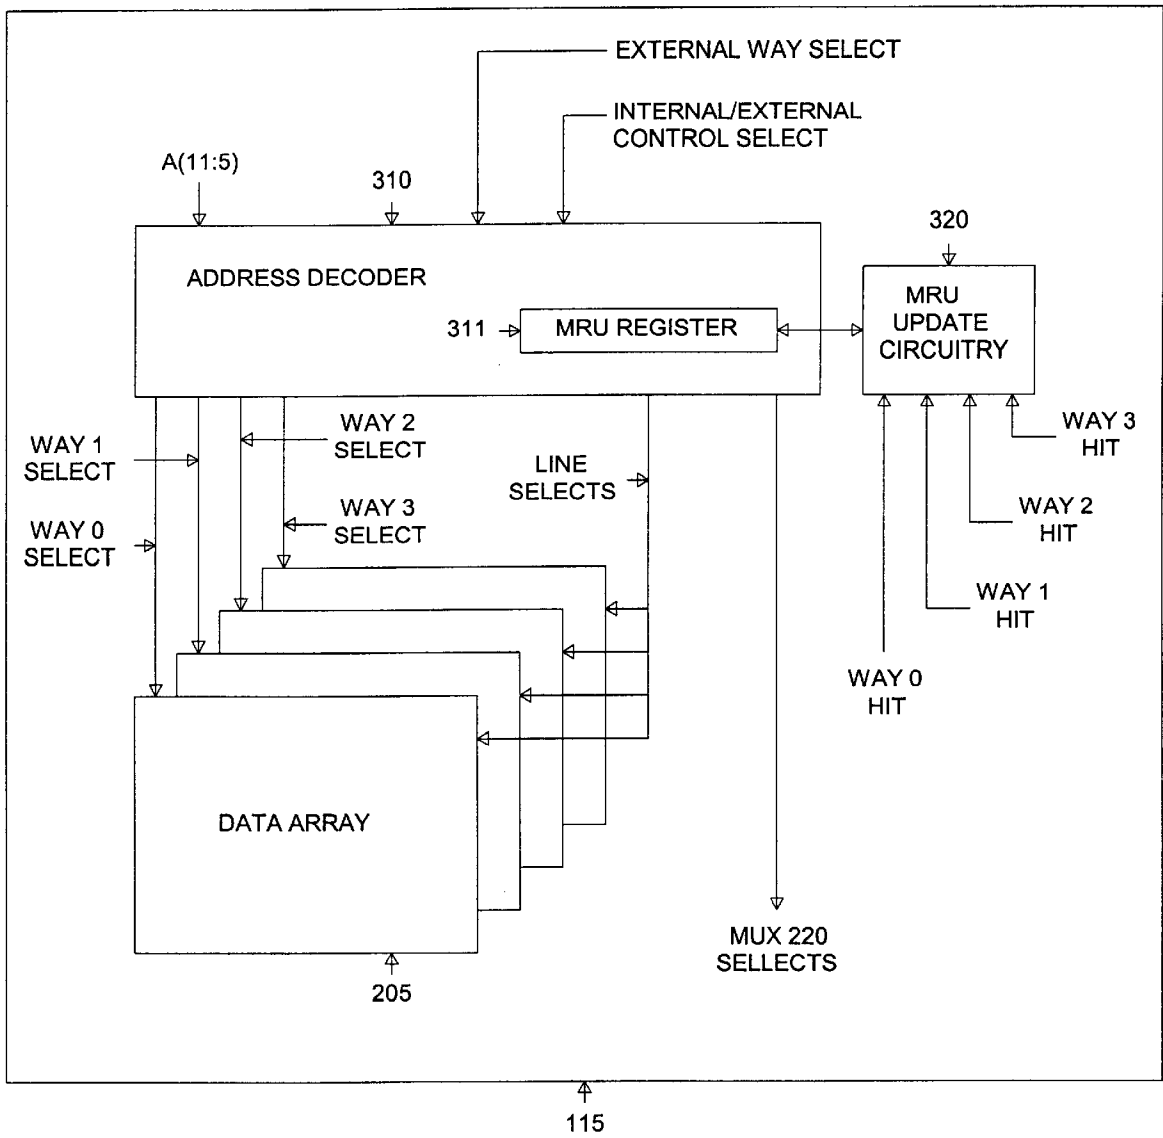 EXTERNAL WAY SELECT
INTERNAL/EXTERNAL
CONTROL SELECT
A(11:5)
310
320
ADDRESS DECODER
311
MRU REGISTER
MRU
UPDATE
CIRCUITRY
WAY 1
SELECT
WAY 2
SELECT
WAY 0
SELECT
WAY 3
SELECT
LINE
SELECTS
WAY 3
HIT
WAY 2
HIT
WAY 1
HIT
WAY 0
HIT
DATA ARRAY
MUX 220
SELLECTS
205
115